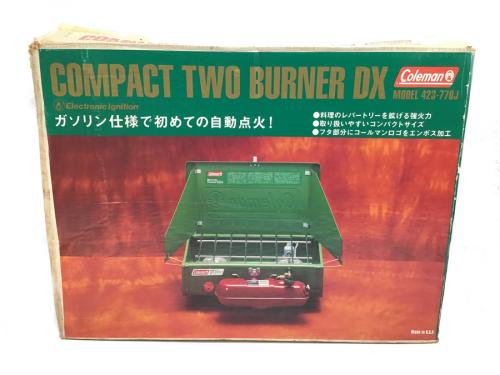 COMPACT TWO BURNER DX
Coleman
MODEL 423-770J
Electronic Ignition
ガソリン仕様で初めての自動点火!
●料理のレパートリーを拡げる強火力
●取り扱いやすいコンパクトサイズ
●フタ部分にコールマンロゴをエンボス加工
Coleman
Coleman
Coleman
Made in U.S.A